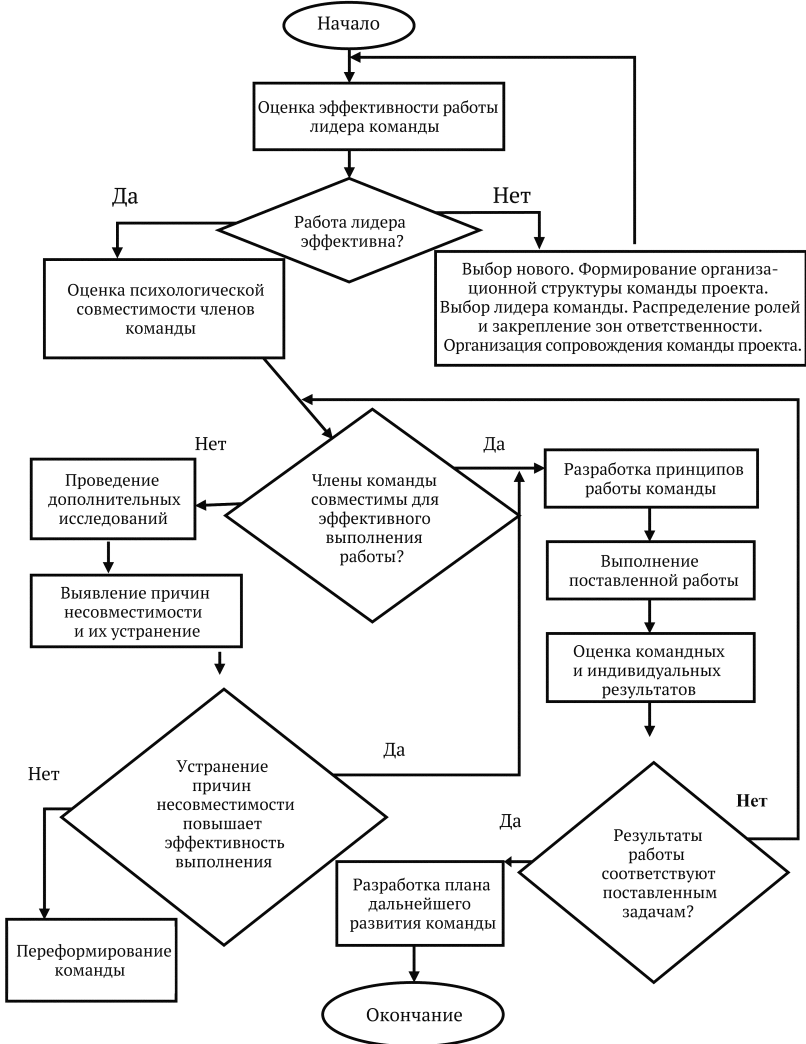 Начало
Оценка эффективности работы
лидера команды
Да
Нет
Работа лидера
эффективна?
Оценка психологической
совместимости членов
команды
Выбор нового. Формирование организа-
ционной структуры команды проекта.
Выбор лидера команды. Распределение ролей
и закрепление зон ответственности.
Организация сопровождения команды проекта.
Нет
Да
Члены команды
совместимы для
эффективного
выполнения
работы?
Проведение
дополнительных
исследований
Разработка принципов
работы команды
Выявление причин
несовместимости
и их устранение
Выполнение
поставленной работы
Оценка командных
и индивидуальных
результатов
Нет
Да
Устранение
причин
несовместимости
повышает
эффективность
выполнения
Да
Нет
Результаты
работы
соответствуют
поставленным
задачам?
Разработка плана
дальнейшего
развития команды
Переформирование
команды
Окончание